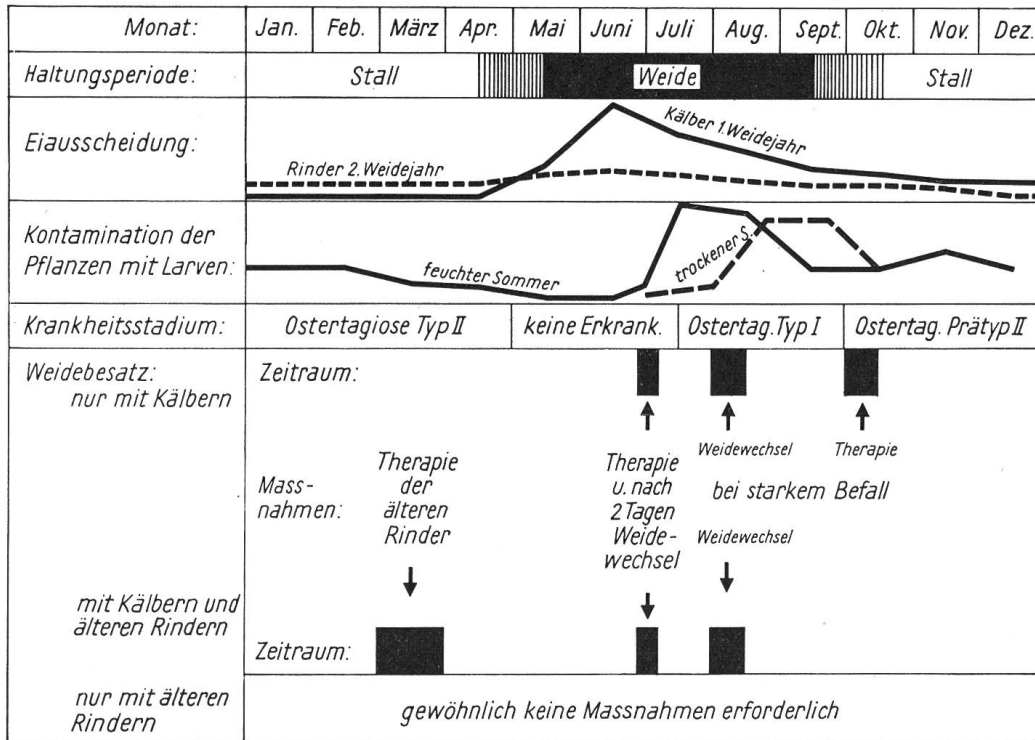 Monat: Jan. Feb. März Apr. Mai Juni Juli Aug. Sept. Okt. Nov. Dez.
Haltungsperiode: Stall Weide Stall
Eiausscheidung:
Kälber 1.Weidejahr
Rinder 2.Weidejahr
Kontamination der
Pflanzen mit Larven:
feuchter Sommer
trockener S.
Krankheitsstadium: Ostertagiose Typ II keine Erkrank. Ostertag.Typ I Ostertag. Prätyp II
Weidebesatz:
nur mit Kälbern
Zeitraum:
Mass-
nahmen:
Therapie
der
älteren
Rinder
Therapie
u. nach
2 Tagen
Weide-
wechsel
Weidewechsel
Therapie
bei starkem Befall
Weidewechsel
mit Kälbern und
älteren Rindern
Zeitraum:
nur mit älteren
Rindern
gewöhnlich keine Massnahmen erforderlich